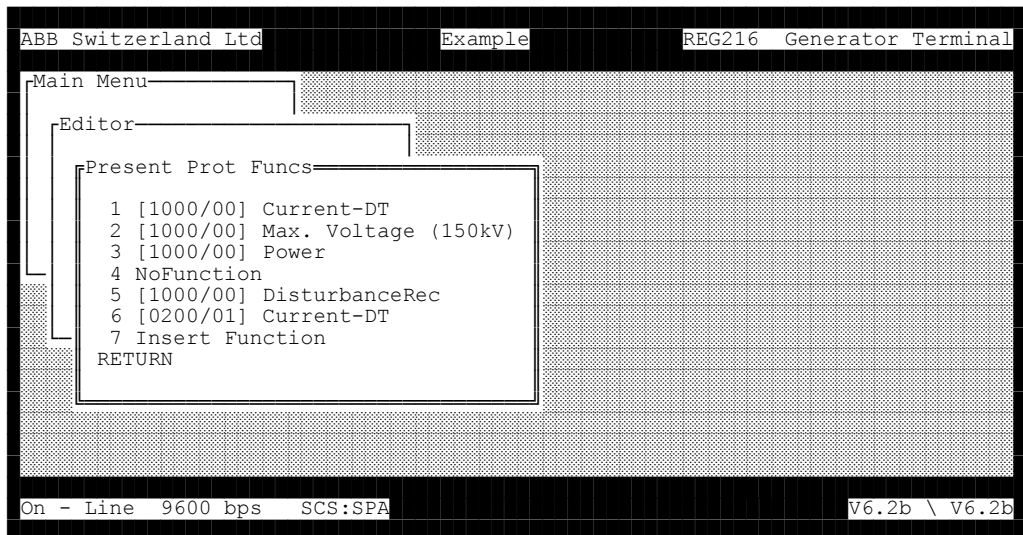 ABB Switzerland Ltd Example REG216 Generator Terminal
Main Menu
Editor
Present Prot Funcs
1 [1000/00] Current-DT
2 [1000/00] Max. Voltage (150kV)
3 [1000/00] Power
4 NoFunction
5 [1000/00] DisturbanceRec
6 [0200/01] Current-DT
7 Insert Function
RETURN
On - Line 9600 bps SCS:SPA V6.2b \ V6.2b